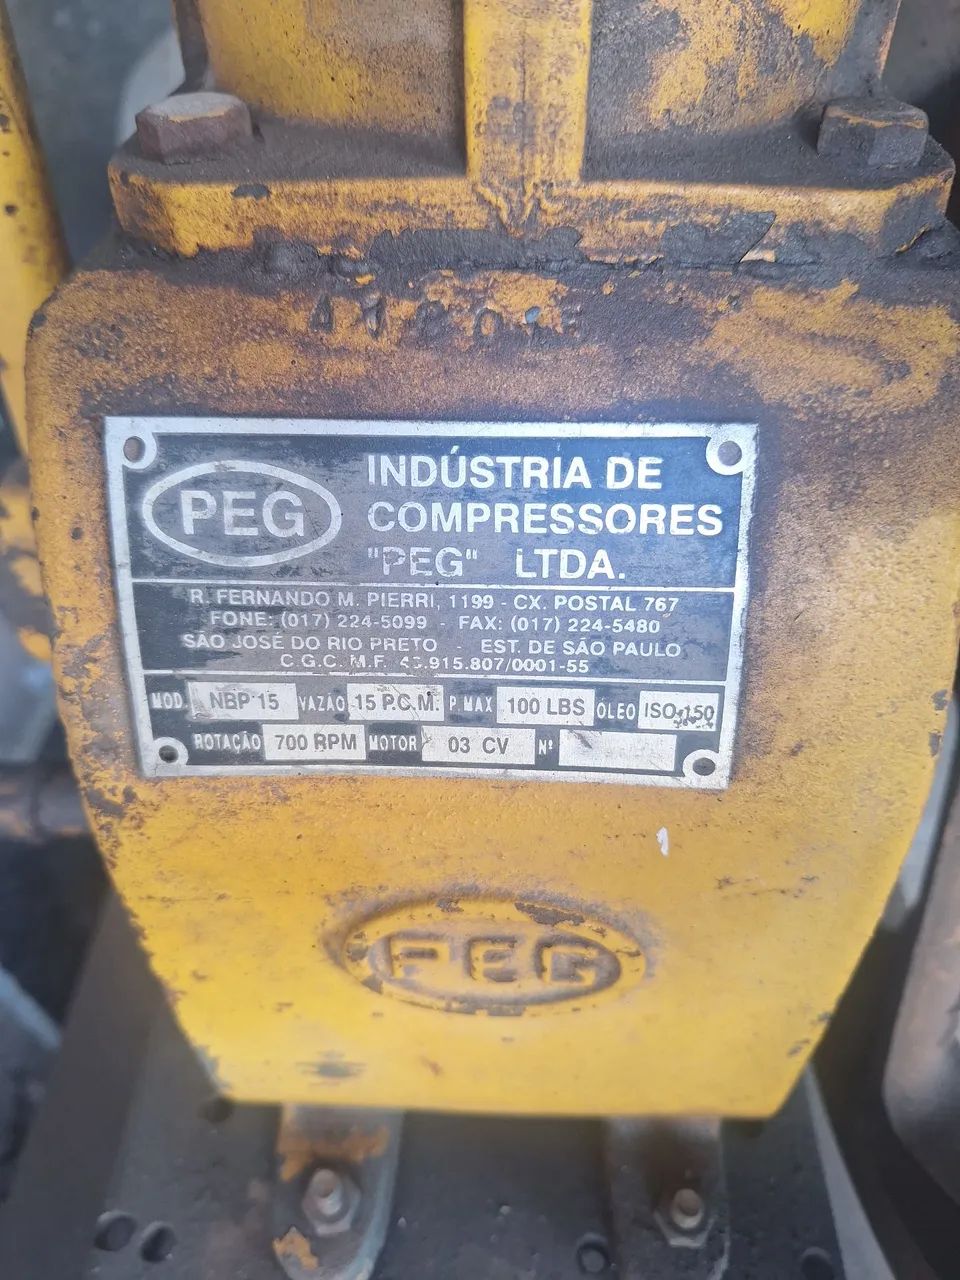 PEG
INDÚSTRIA DE
COMPRESSORES
"PEG" LTDA.
R. FERNANDO M. PIERRI, 1199 - CX. POSTAL 767
FONE: (017) 224-5099 - FAX: (017) 224-5480
SÃO JOSÉ DO RIO PRETO - EST. DE SÃO PAULO
C.G.C. M.F.
MOD. NBP 15 VAZÃO 15 P.C.M. P.MAX 100 LBS ÓLEO ISO 150
ROTAÇÃO 700 RPM MOTOR 03 CV Nº
PEG